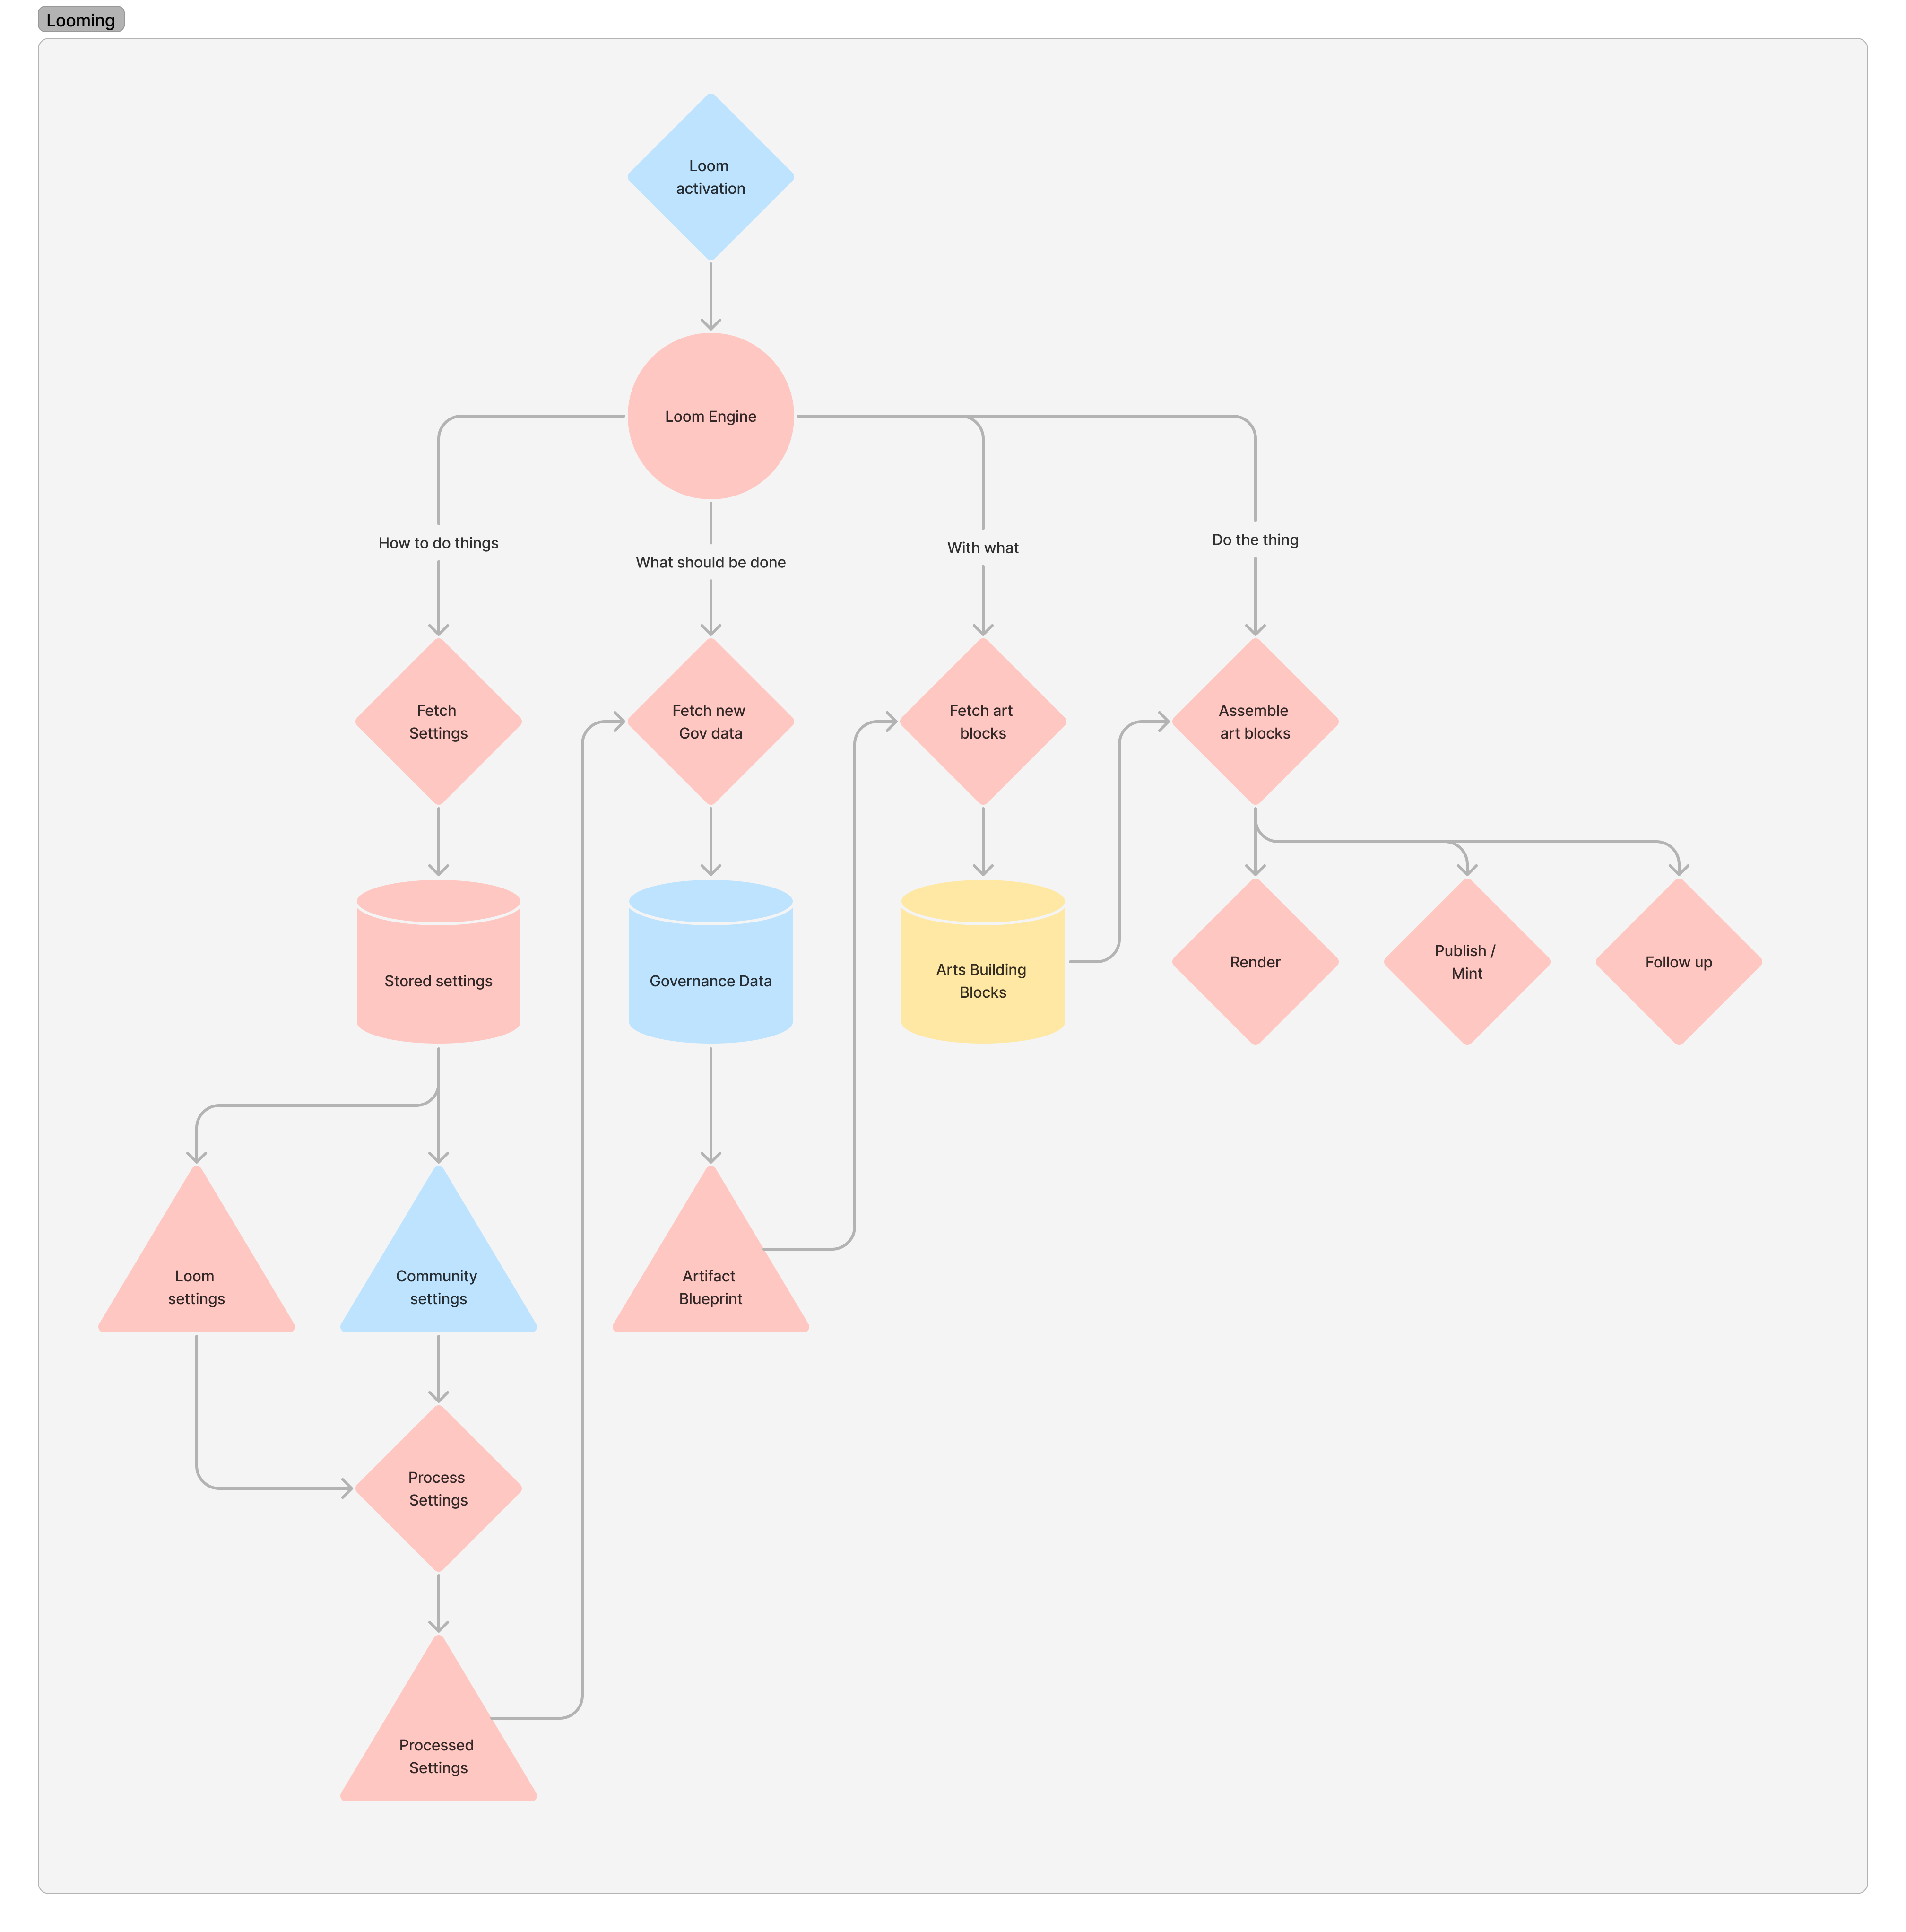 Looming
Loom
activation
Loom Engine
How to do things
What should be done
With what
Do the thing
Fetch
Settings
Fetch new
Gov data
Fetch art
blocks
Assemble
art blocks
Stored settings
Governance Data
Arts Building
Blocks
Render
Publish /
Mint
Follow up
Loom
settings
Community
settings
Artifact
Blueprint
Process
Settings
Processed
Settings